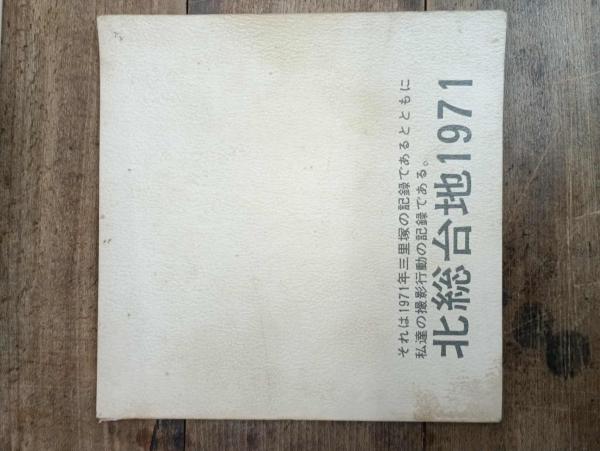 それは1971年三里塚の記録であるとともに
私達の撮影行動の記録である。
北総台地1971